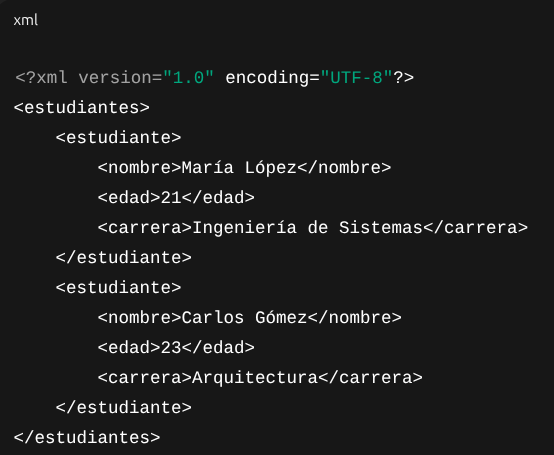 xml
<?xml version="1.0" encoding="UTF-8"?>
<estudiantes>
    <estudiante>
        <nombre>María López</nombre>
        <edad>21</edad>
        <carrera>Ingeniería de Sistemas</carrera>
    </estudiante>
    <estudiante>
        <nombre>Carlos Gómez</nombre>
        <edad>23</edad>
        <carrera>Arquitectura</carrera>
    </estudiante>
</estudiantes>